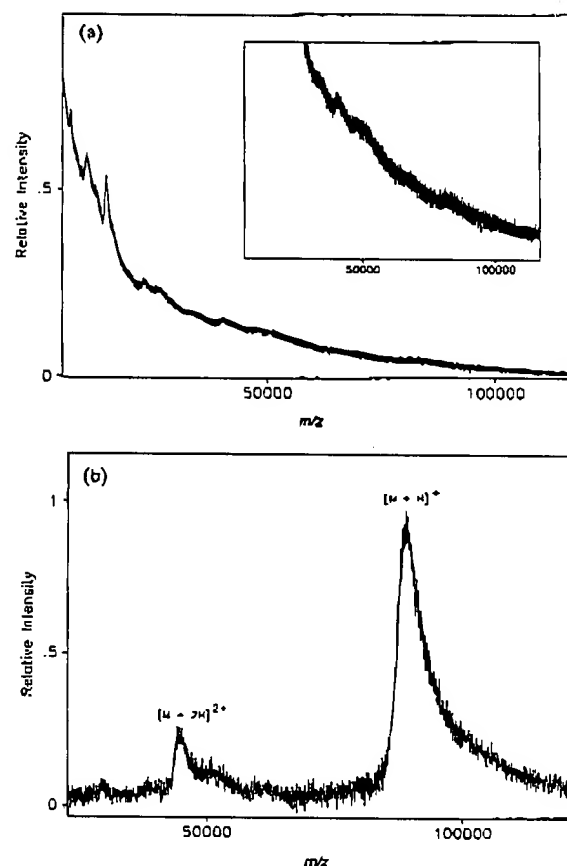 (a)
Relative Intensity
.5
0
50000 100000
50000 100000
m/z
(b)
[M + H]⁺
1
Relative Intensity
.5
[M + 2H]²⁺
0
50000 100000
m/z